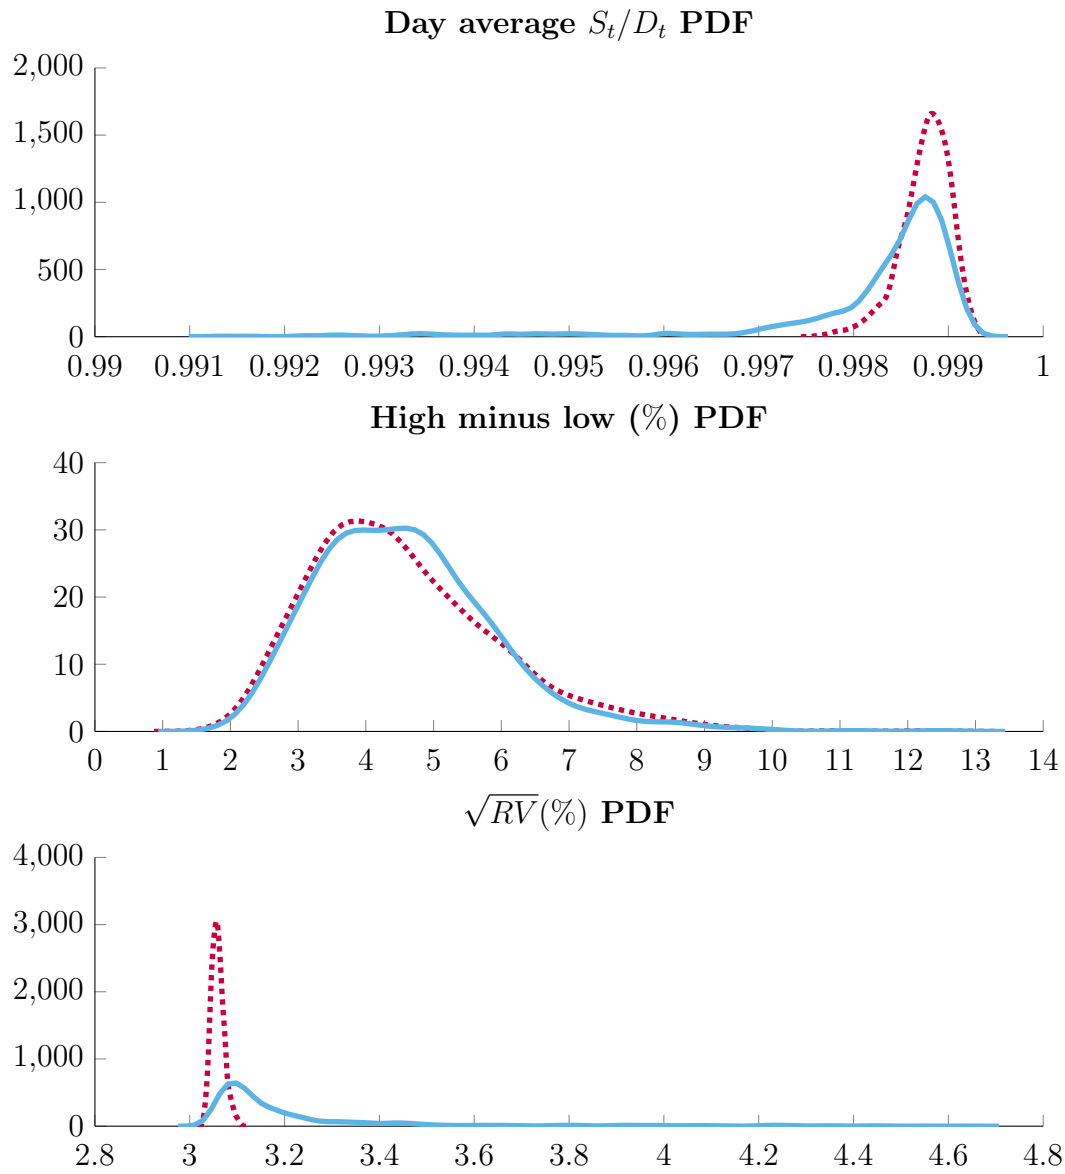 Day average $S_t/D_t$ PDF
2,000
1,500
1,000
500
0
0.99 0.991 0.992 0.993 0.994 0.995 0.996 0.997 0.998 0.999 1
High minus low (%) PDF
40
30
20
10
0
0 1 2 3 4 5 6 7 8 9 10 11 12 13 14
$\sqrt{RV}$(%) PDF
4,000
3,000
2,000
1,000
0
2.8 3 3.2 3.4 3.6 3.8 4 4.2 4.4 4.6 4.8